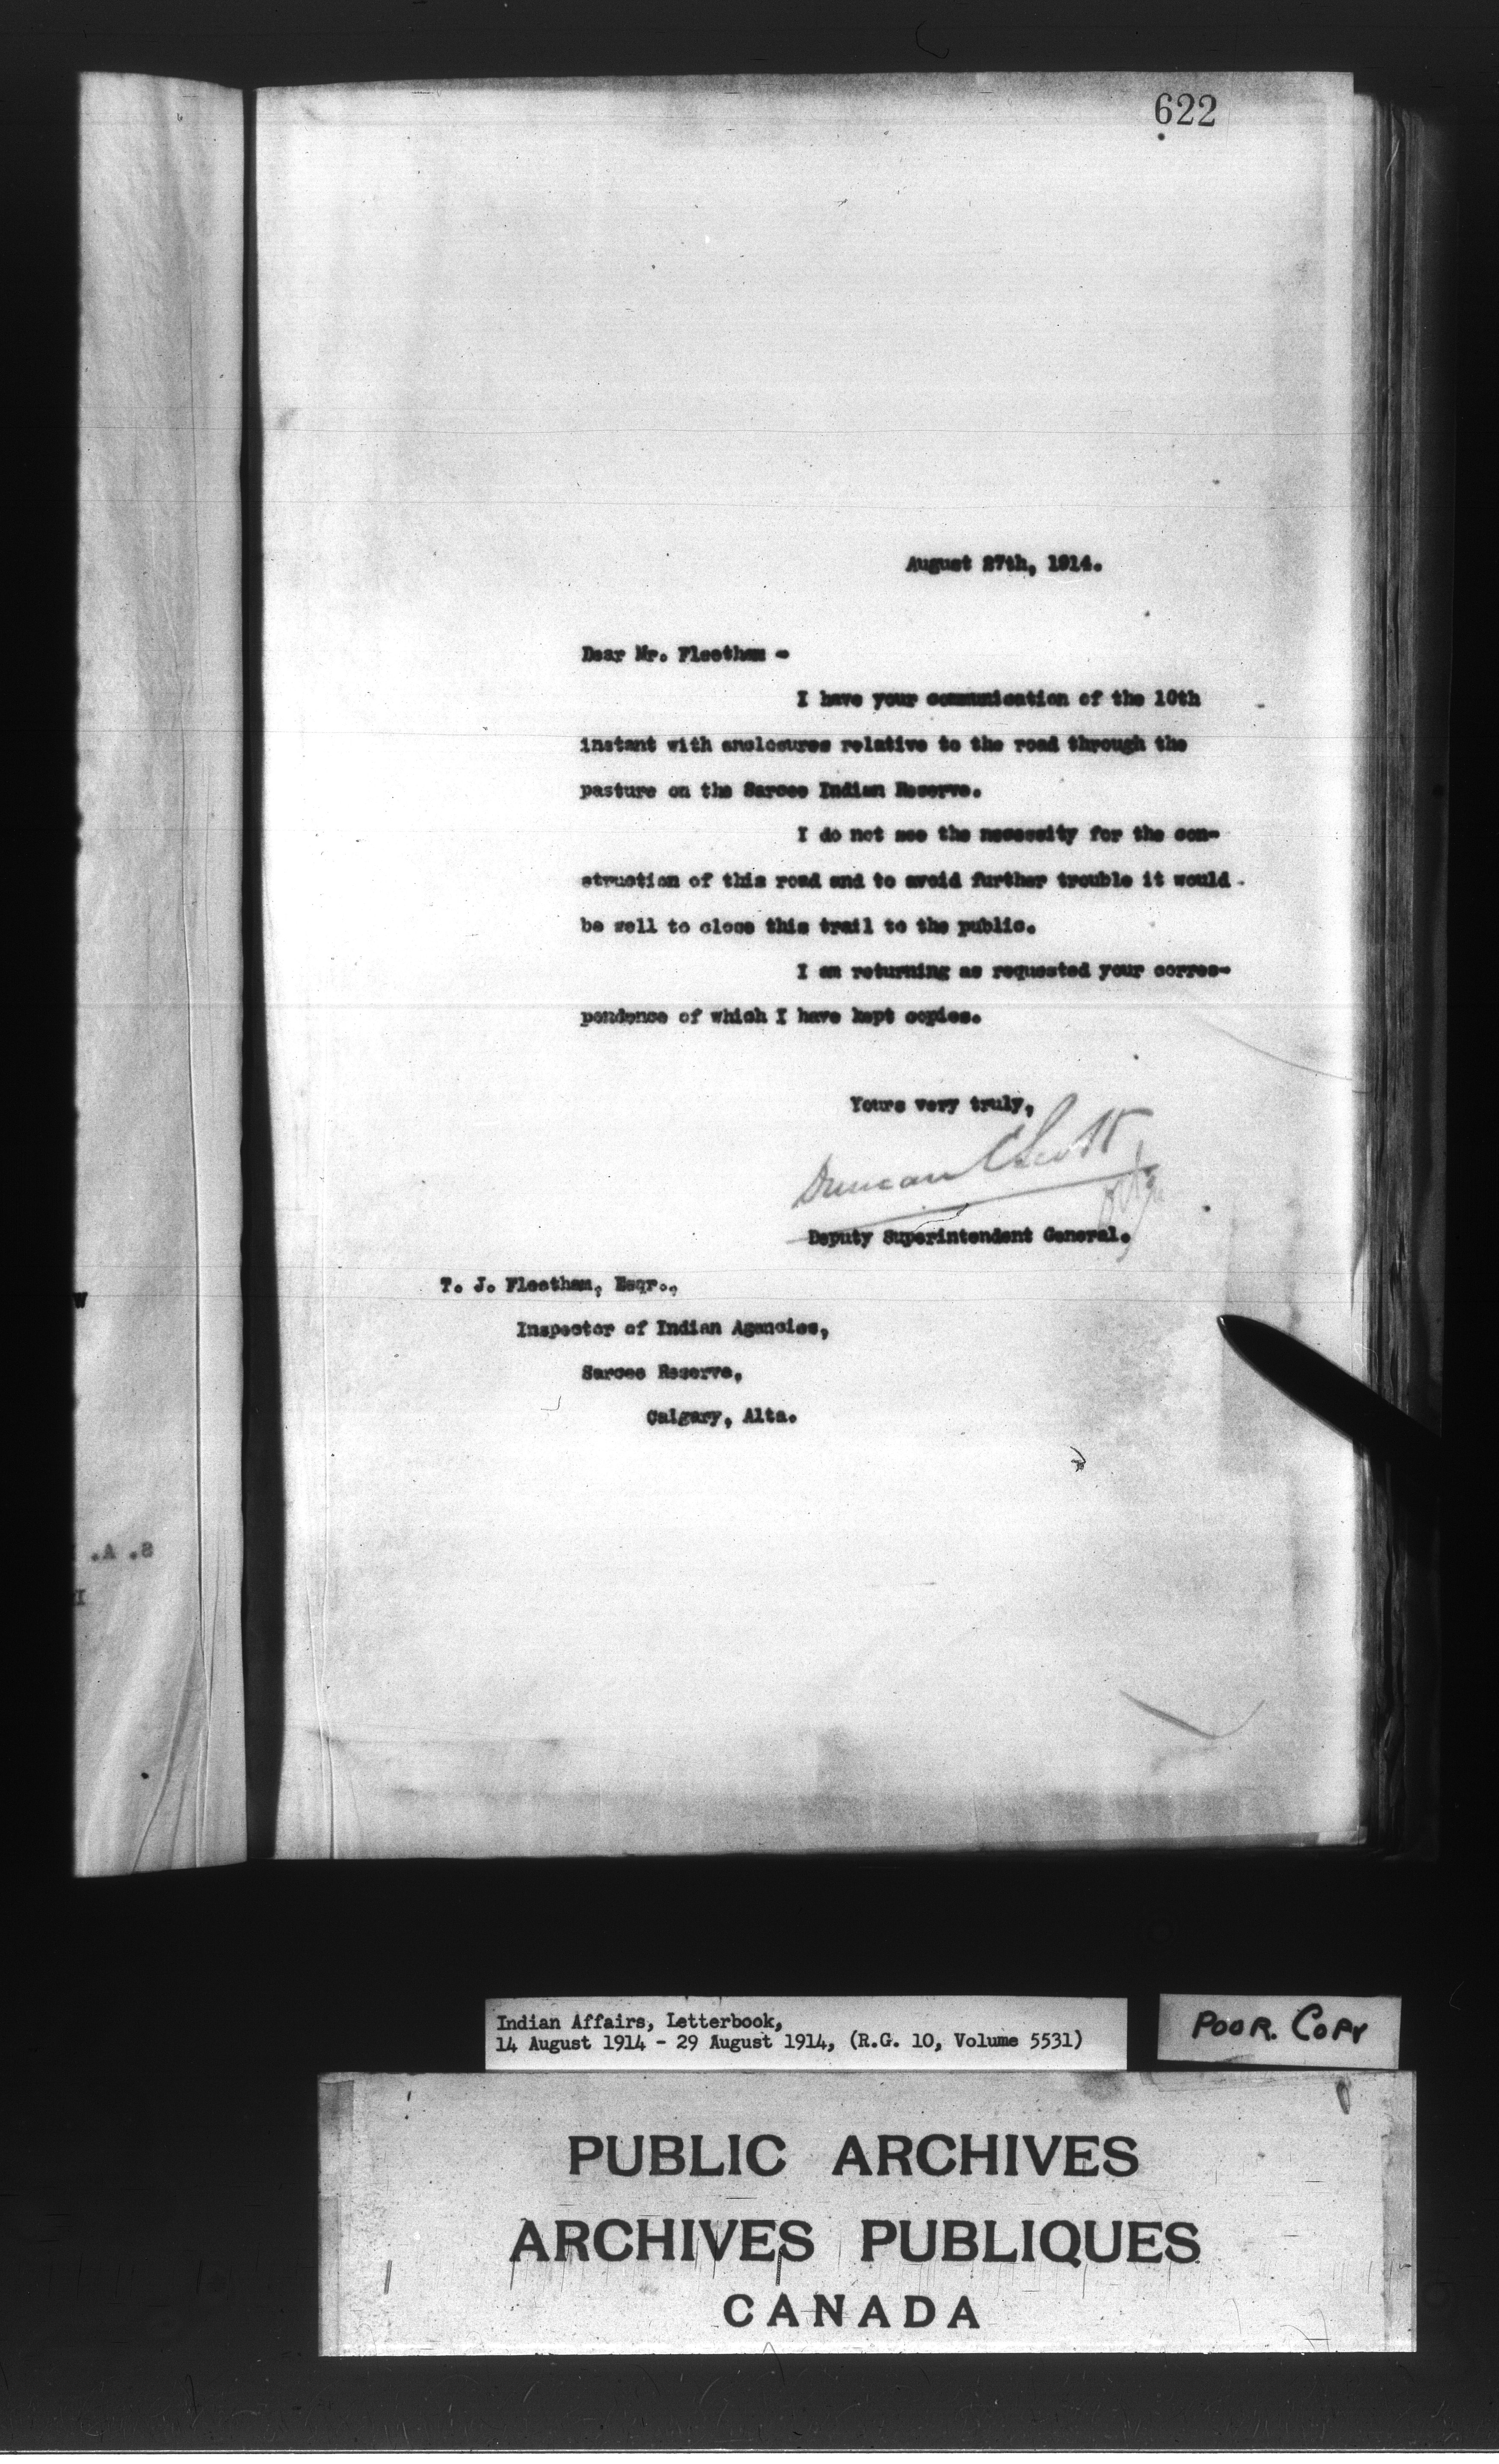 622
August 27th, 1914.
Dear Mr. Fleetham -
I have your communication of the 10th
instant with enclosures relative to the road through the
pasture on the Sarcee Indian Reserve.
I do not see the necessity for the con-
struction of this road and to avoid further trouble it would
be well to close this trail to the public.
I am returning as requested your corres-
pondence of which I have kept copies.
Yours very truly,
Duncan C Scott
Deputy Superintendent General.
T. J. Fleetham, Esqr.,
Inspector of Indian Agencies,
Sarcee Reserve,
Calgary, Alta.
S. A.
Indian Affairs, Letterbook,
14 August 1914 - 29 August 1914, (R.G. 10, Volume 5531)
POOR. COPY
PUBLIC ARCHIVES
ARCHIVES PUBLIQUES
CANADA